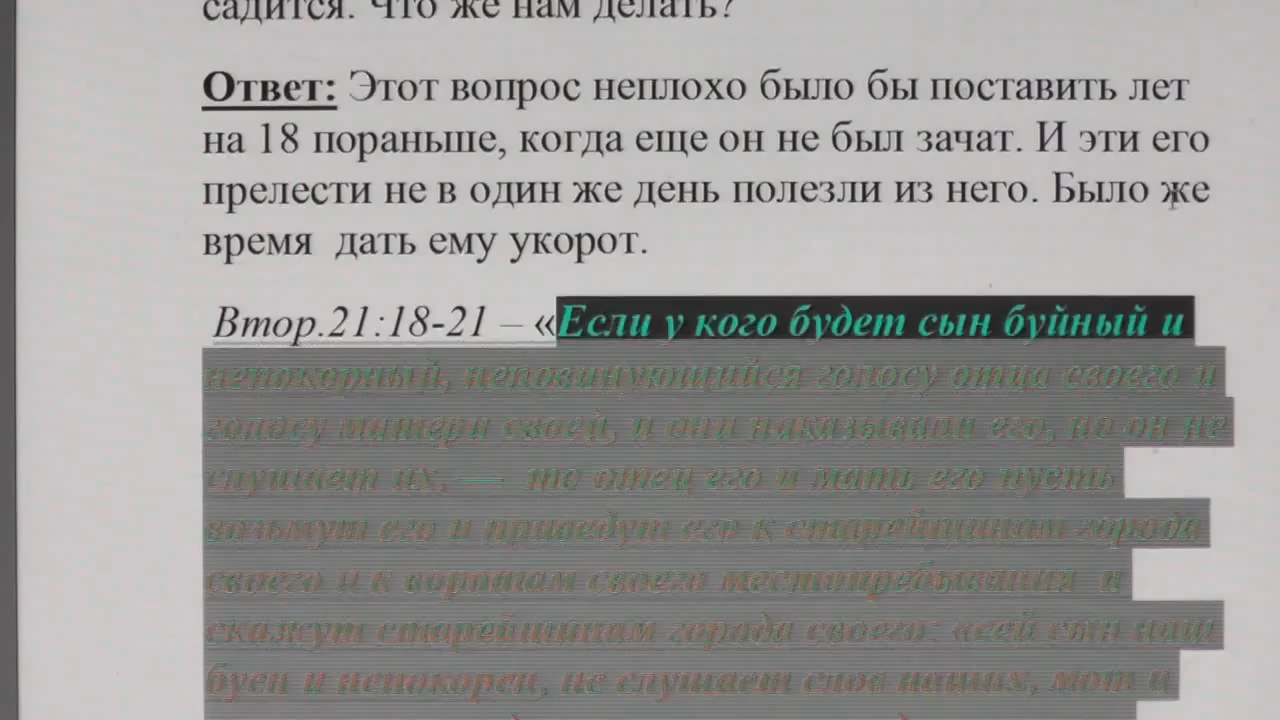 садится. Что же нам делать?
Ответ: Этот вопрос неплохо было бы поставить лет
на 18 пораньше, когда еще он не был зачат. И эти его
прелести не в один же день полезли из него. Было же
время дать ему укорот.
Втор.21:18-21 – «Если у кого будет сын буйный и
непокорный, неповинующийся голосу отца своего и
голосу матери своей, и они наказывали его, но он не
слушает их, — то отец его и мать его пусть
возьмут его и приведут его к старейшинам города
своего и к воротам своего местопребывания и
скажут старейшинам города своего: «сей сын наш
буен и непокорен, не слушает слов наших, мот и